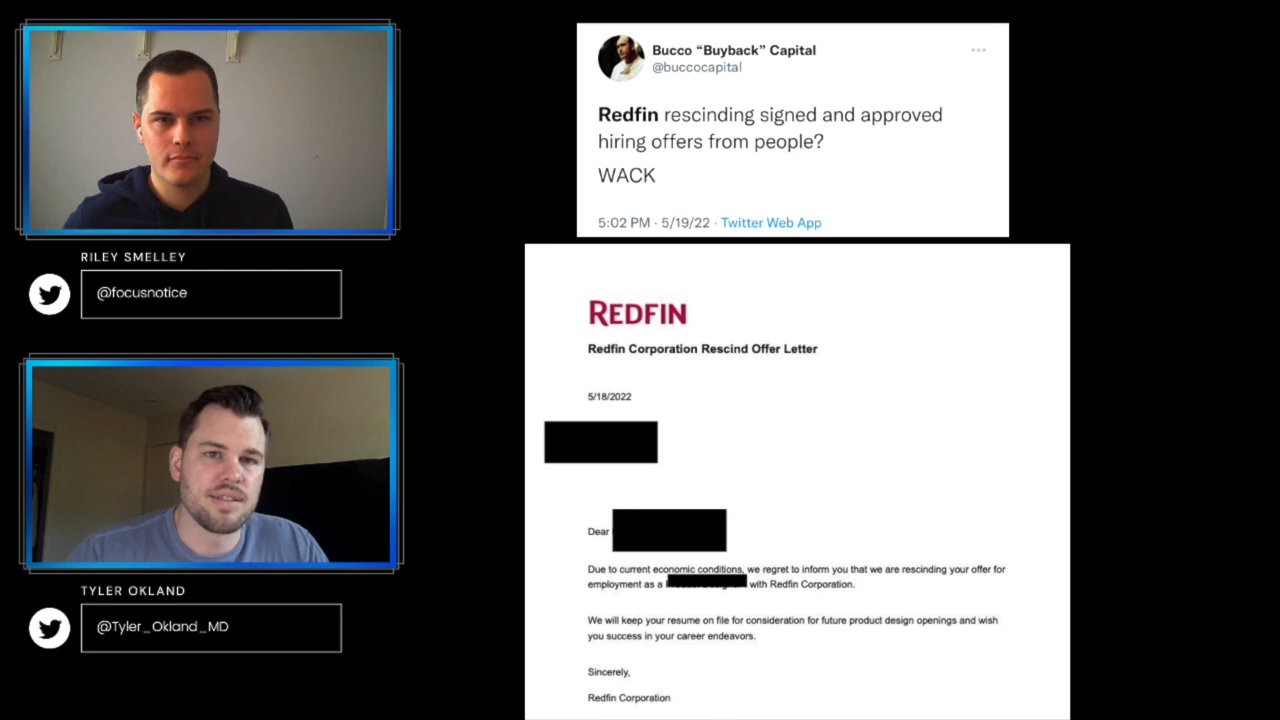 RILEY SMELLEY
@focusnotice
TYLER OKLAND
@Tyler_Okland_MD
Bucco “Buyback” Capital
@buccocapital
Redfin rescinding signed and approved
hiring offers from people?
WACK
5:02 PM · 5/19/22 · Twitter Web App
REDFIN
Redfin Corporation Rescind Offer Letter
5/18/2022
Dear
Due to current economic conditions, we regret to inform you that we are rescinding your offer for
employment as a with Redfin Corporation.
We will keep your resume on file for consideration for future product design openings and wish
you success in your career endeavors.
Sincerely,
Redfin Corporation